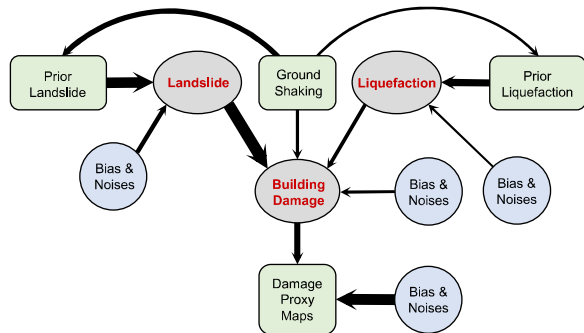 Prior
Landslide
Landslide
Ground
Shaking
Liquefaction
Prior
Liquefaction
Bias &
Noises
Building
Damage
Bias &
Noises
Bias &
Noises
Damage
Proxy
Maps
Bias &
Noises